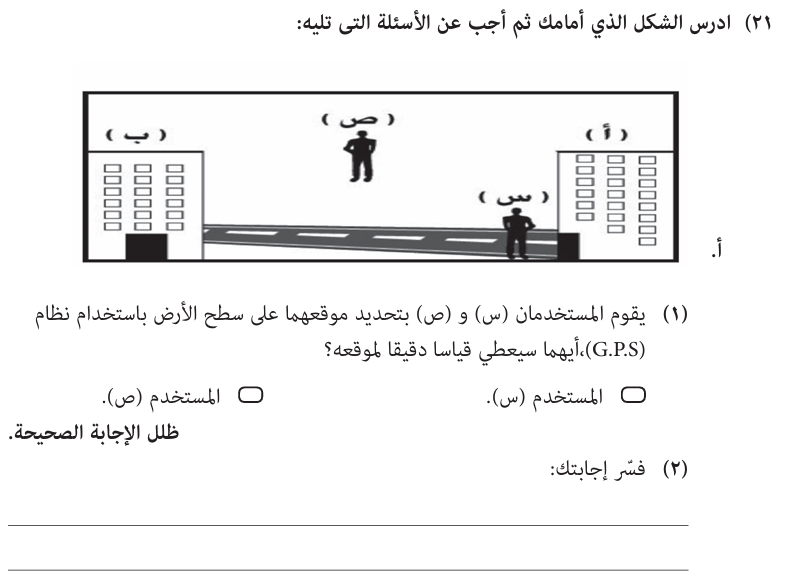 ٢١) ادرس الشكل الذي أمامك ثم أجب عن الأسئلة التى تليه:
( ص )
( ب )
( أ )
( س )
أ.
(١) يقوم المستخدمان (س) و (ص) بتحديد موقعهما على سطح الأرض باستخدام نظام
(G.P.S)،أيهما سيعطي قياسا دقيقا لموقعه؟
المستخدم (س). المستخدم (ص).
ظلل الإجابة الصحيحة.
(٢) فسّر إجابتك: